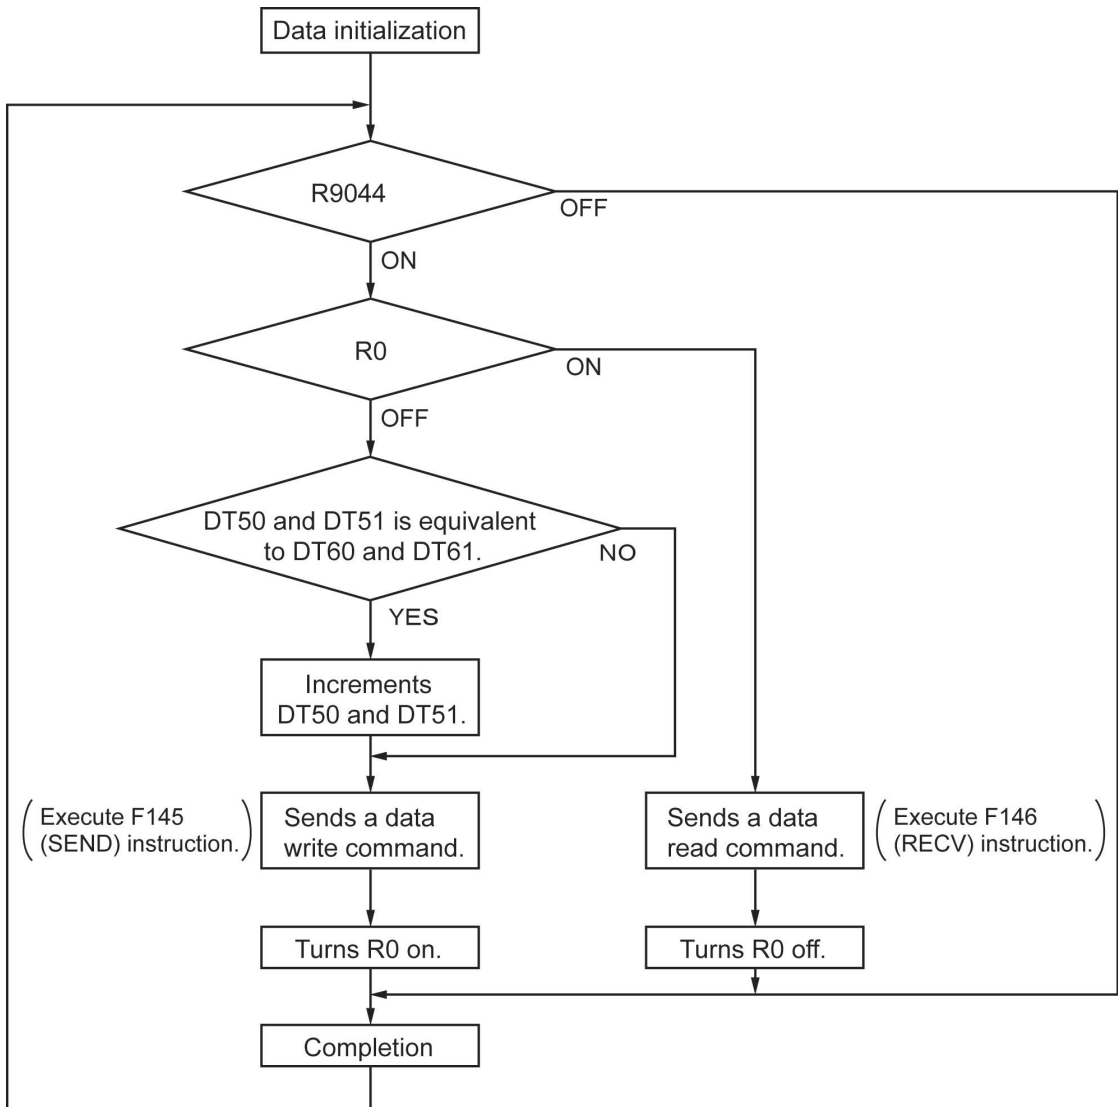 Data initialization
R9044
OFF
ON
R0
ON
OFF
DT50 and DT51 is equivalent
to DT60 and DT61.
NO
YES
Increments
DT50 and DT51.
(Execute F145
(SEND) instruction.)
Sends a data
write command.
Sends a data
read command.
(Execute F146
(RECV) instruction.)
Turns R0 on.
Turns R0 off.
Completion